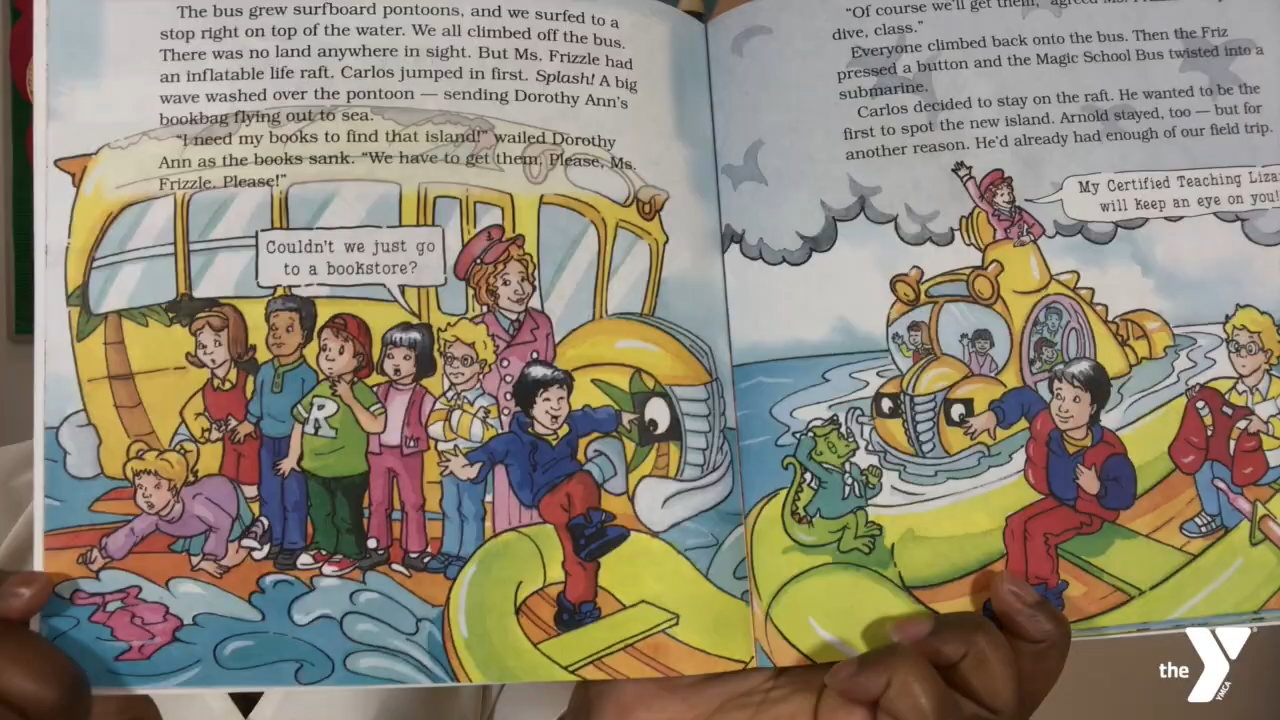 The bus grew surfboard pontoons, and we surfed to a
stop right on top of the water. We all climbed off the bus.
There was no land anywhere in sight. But Ms. Frizzle had
an inflatable life raft. Carlos jumped in first. Splash! A big
wave washed over the pontoon — sending Dorothy Ann's
bookbag flying out to sea.
"I need my books to find that island!" wailed Dorothy
Ann as the books sank. "We have to get them. Please, Ms.
Frizzle. Please!"
Couldn't we just go
to a bookstore?
R
"Of course we'll get them," agreed Ms.
dive, class."
Everyone climbed back onto the bus. Then the Friz
pressed a button and the Magic School Bus twisted into a
submarine.
Carlos decided to stay on the raft. He wanted to be the
first to spot the new island. Arnold stayed, too — but for
another reason. He'd already had enough of our field trip.
My Certified Teaching Liza
will keep an eye on you!
the Y
YMCA